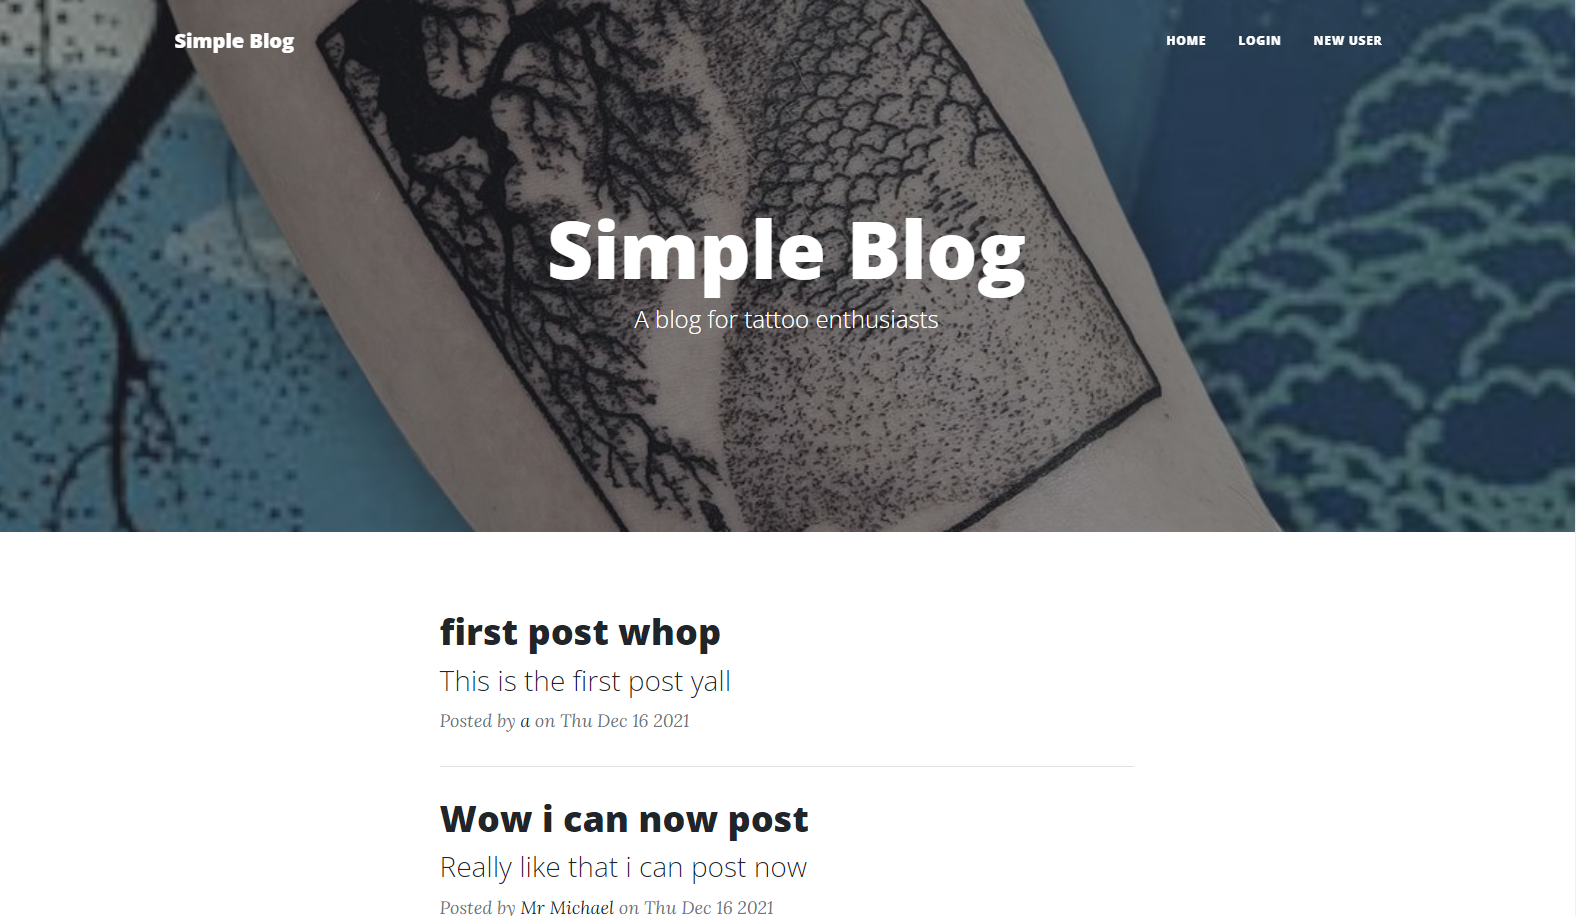 Simple Blog
HOME LOGIN NEW USER
Simple Blog
A blog for tattoo enthusiasts
first post whop
This is the first post yall
Posted by a on Thu Dec 16 2021
Wow i can now post
Really like that i can post now
Posted by Mr Michael on Thu Dec 16 2021